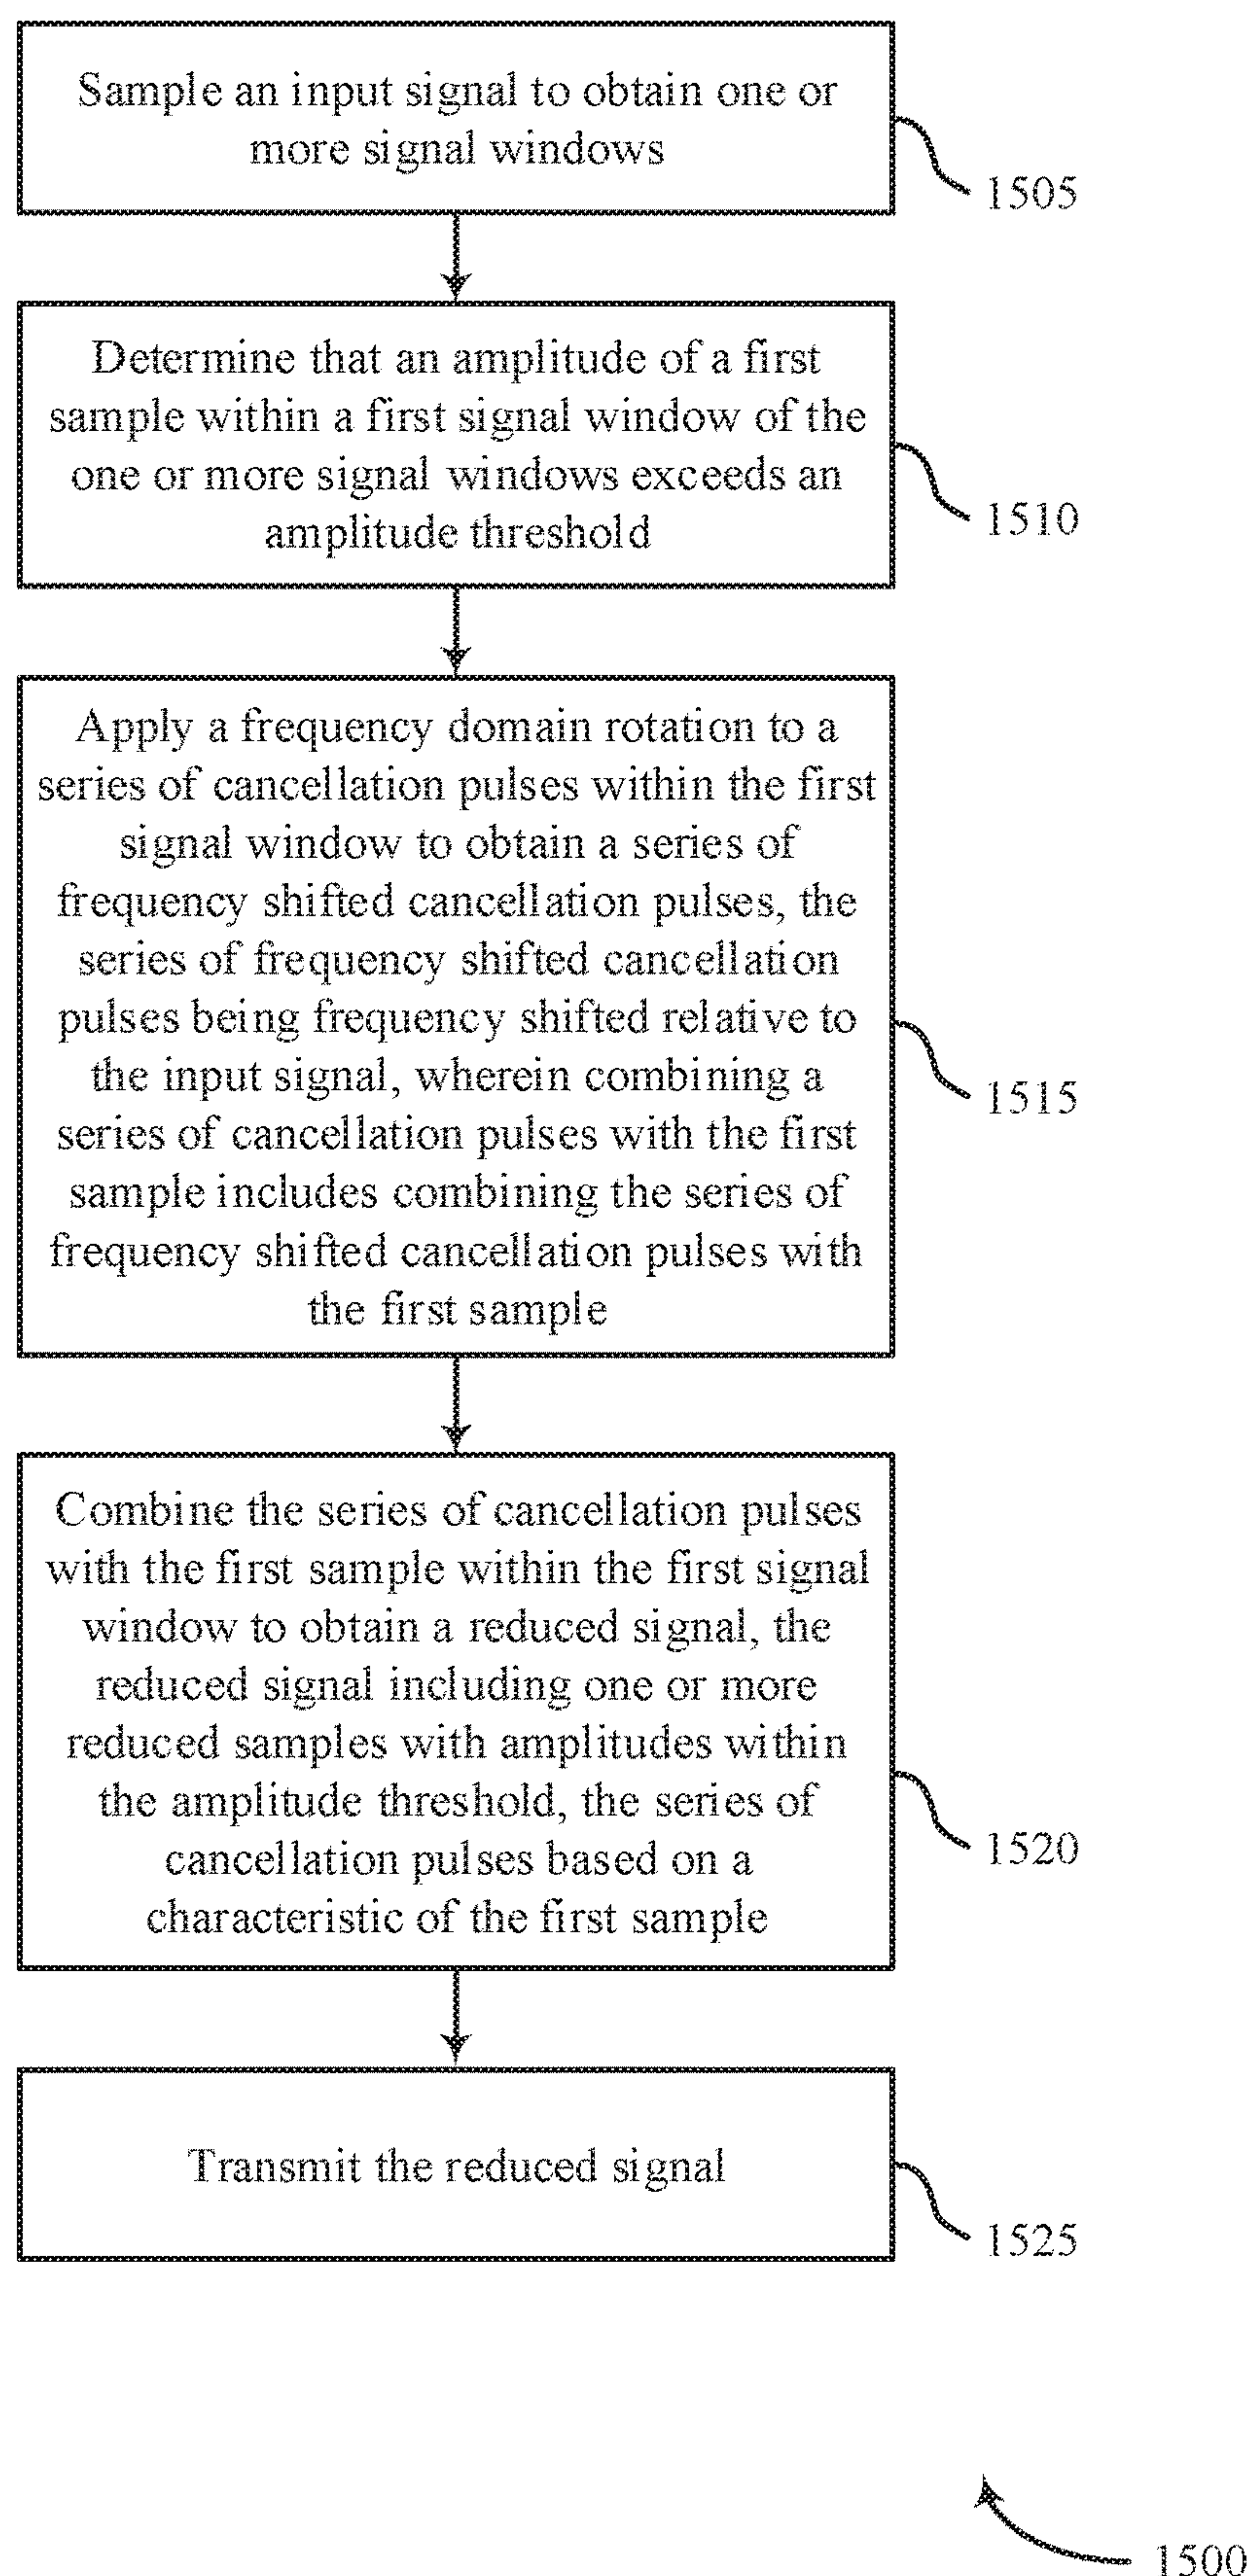 Sample an input signal to obtain one or
more signal windows
1505
Determine that an amplitude of a first
sample within a first signal window of the
one or more signal windows exceeds an
amplitude threshold
1510
Apply a frequency domain rotation to a
series of cancellation pulses within the first
signal window to obtain a series of
frequency shifted cancellation pulses, the
series of frequency shifted cancellation
pulses being frequency shifted relative to
the input signal, wherein combining a
series of cancellation pulses with the first
sample includes combining the series of
frequency shifted cancellation pulses with
the first sample
1515
Combine the series of cancellation pulses
with the first sample within the first signal
window to obtain a reduced signal, the
reduced signal including one or more
reduced samples with amplitudes within
the amplitude threshold, the series of
cancellation pulses based on a
characteristic of the first sample
1520
Transmit the reduced signal
1525
1500